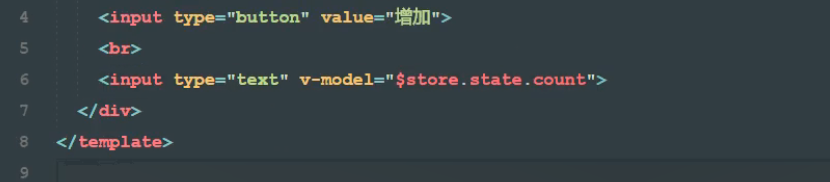 4 <input type="button" value="增加">
5 <br>
6 <input type="text" v-model="$store.state.count">
7 </div>
8 </template>
9